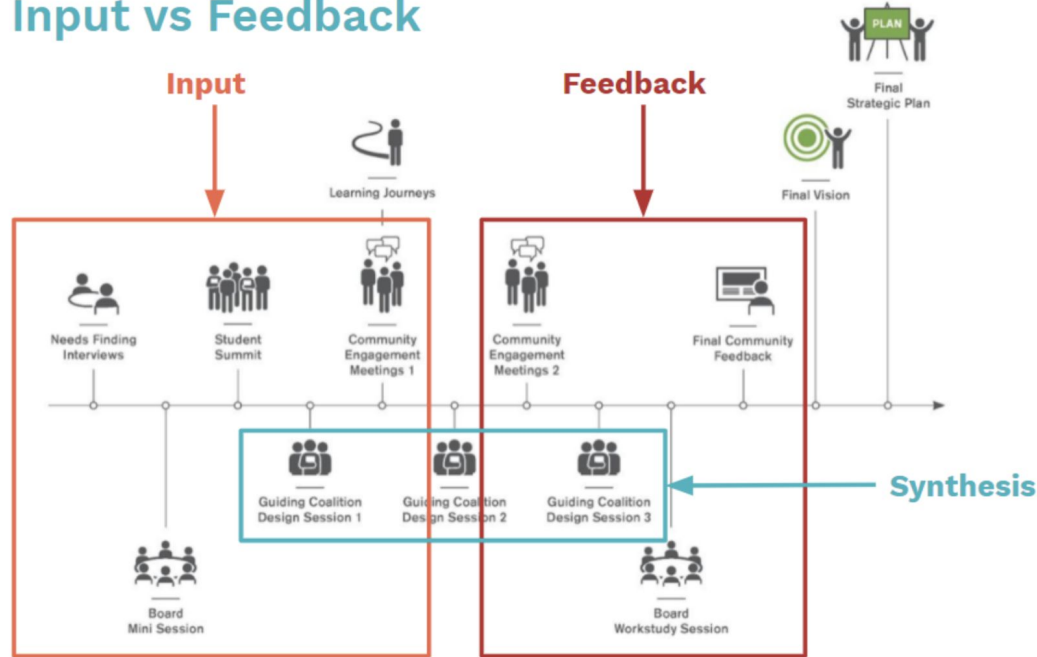 Input vs Feedback
PLAN
Final
Strategic Plan
Input
Feedback
Final Vision
Learning Journeys
Needs Finding
Interviews
Student
Summit
Community
Engagement
Meetings 1
Community
Engagement
Meetings 2
Final Community
Feedback
Guiding Coalition
Design Session 1
Guiding Coalition
Design Session 2
Guiding Coalition
Design Session 3
Synthesis
Board
Mini Session
Board
Workstudy Session